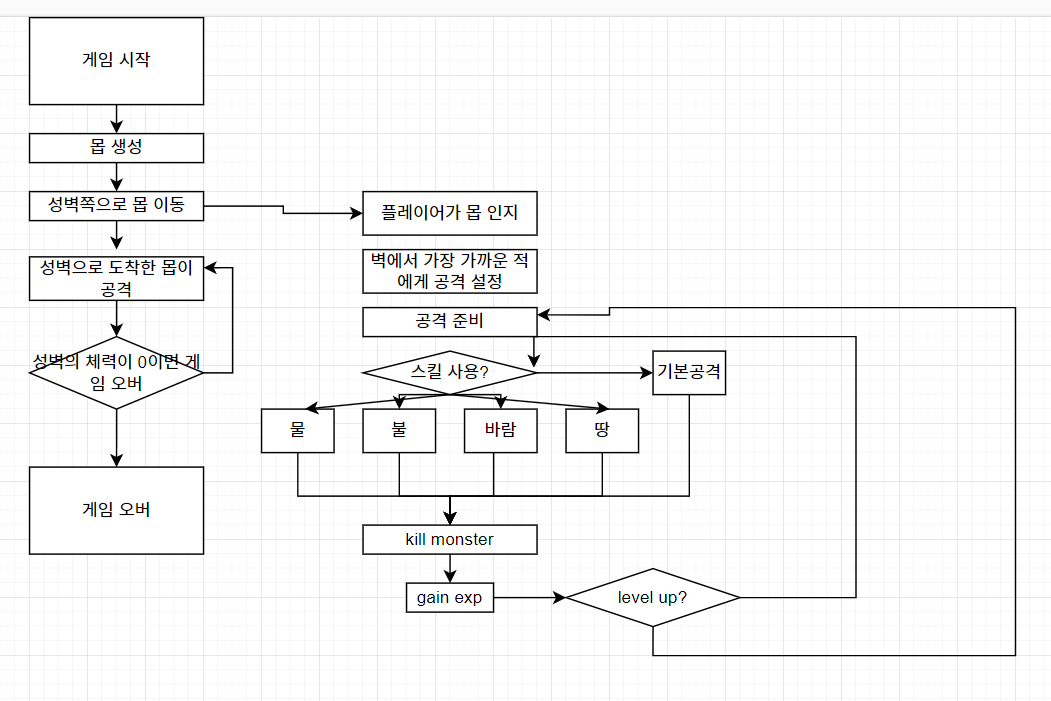 게임 시작
몹 생성
성벽쪽으로 몹 이동
성벽으로 도착한 몹이
공격
성벽의 체력이 0이면 게
임 오버
게임 오버
플레이어가 몹 인지
벽에서 가장 가까운 적
에게 공격 설정
공격 준비
스킬 사용?
기본공격
물
불
바람
땅
kill monster
gain exp
level up?